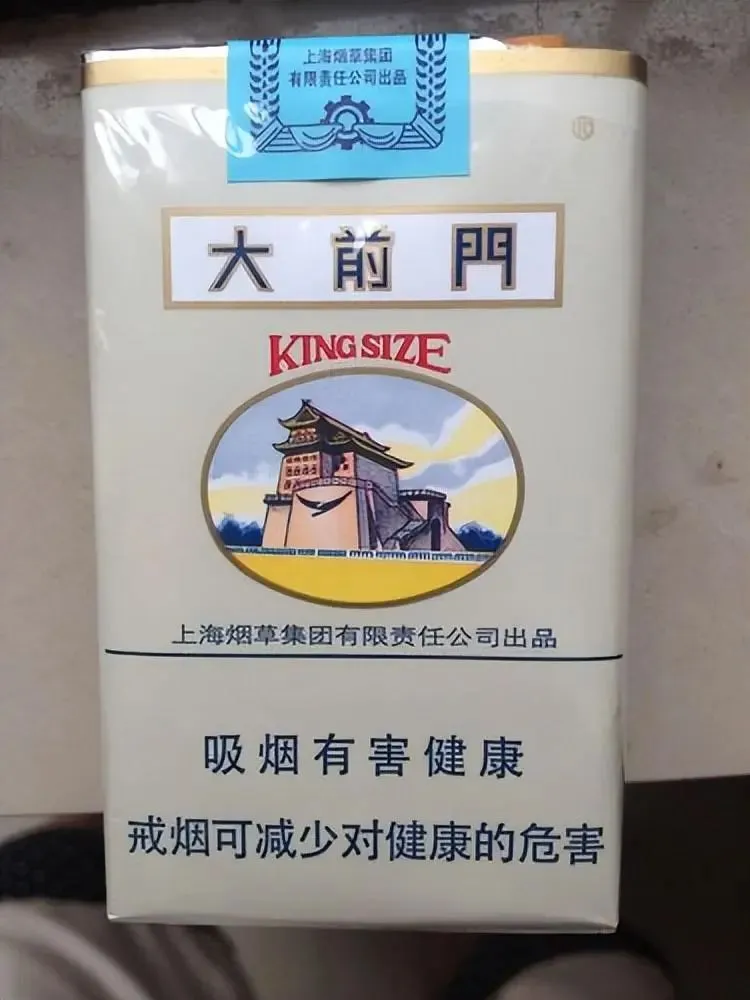 上海烟草集团
有限责任公司出品
大前門
KING SIZE
上海烟草集团有限责任公司出品
吸烟有害健康
戒烟可减少对健康的危害